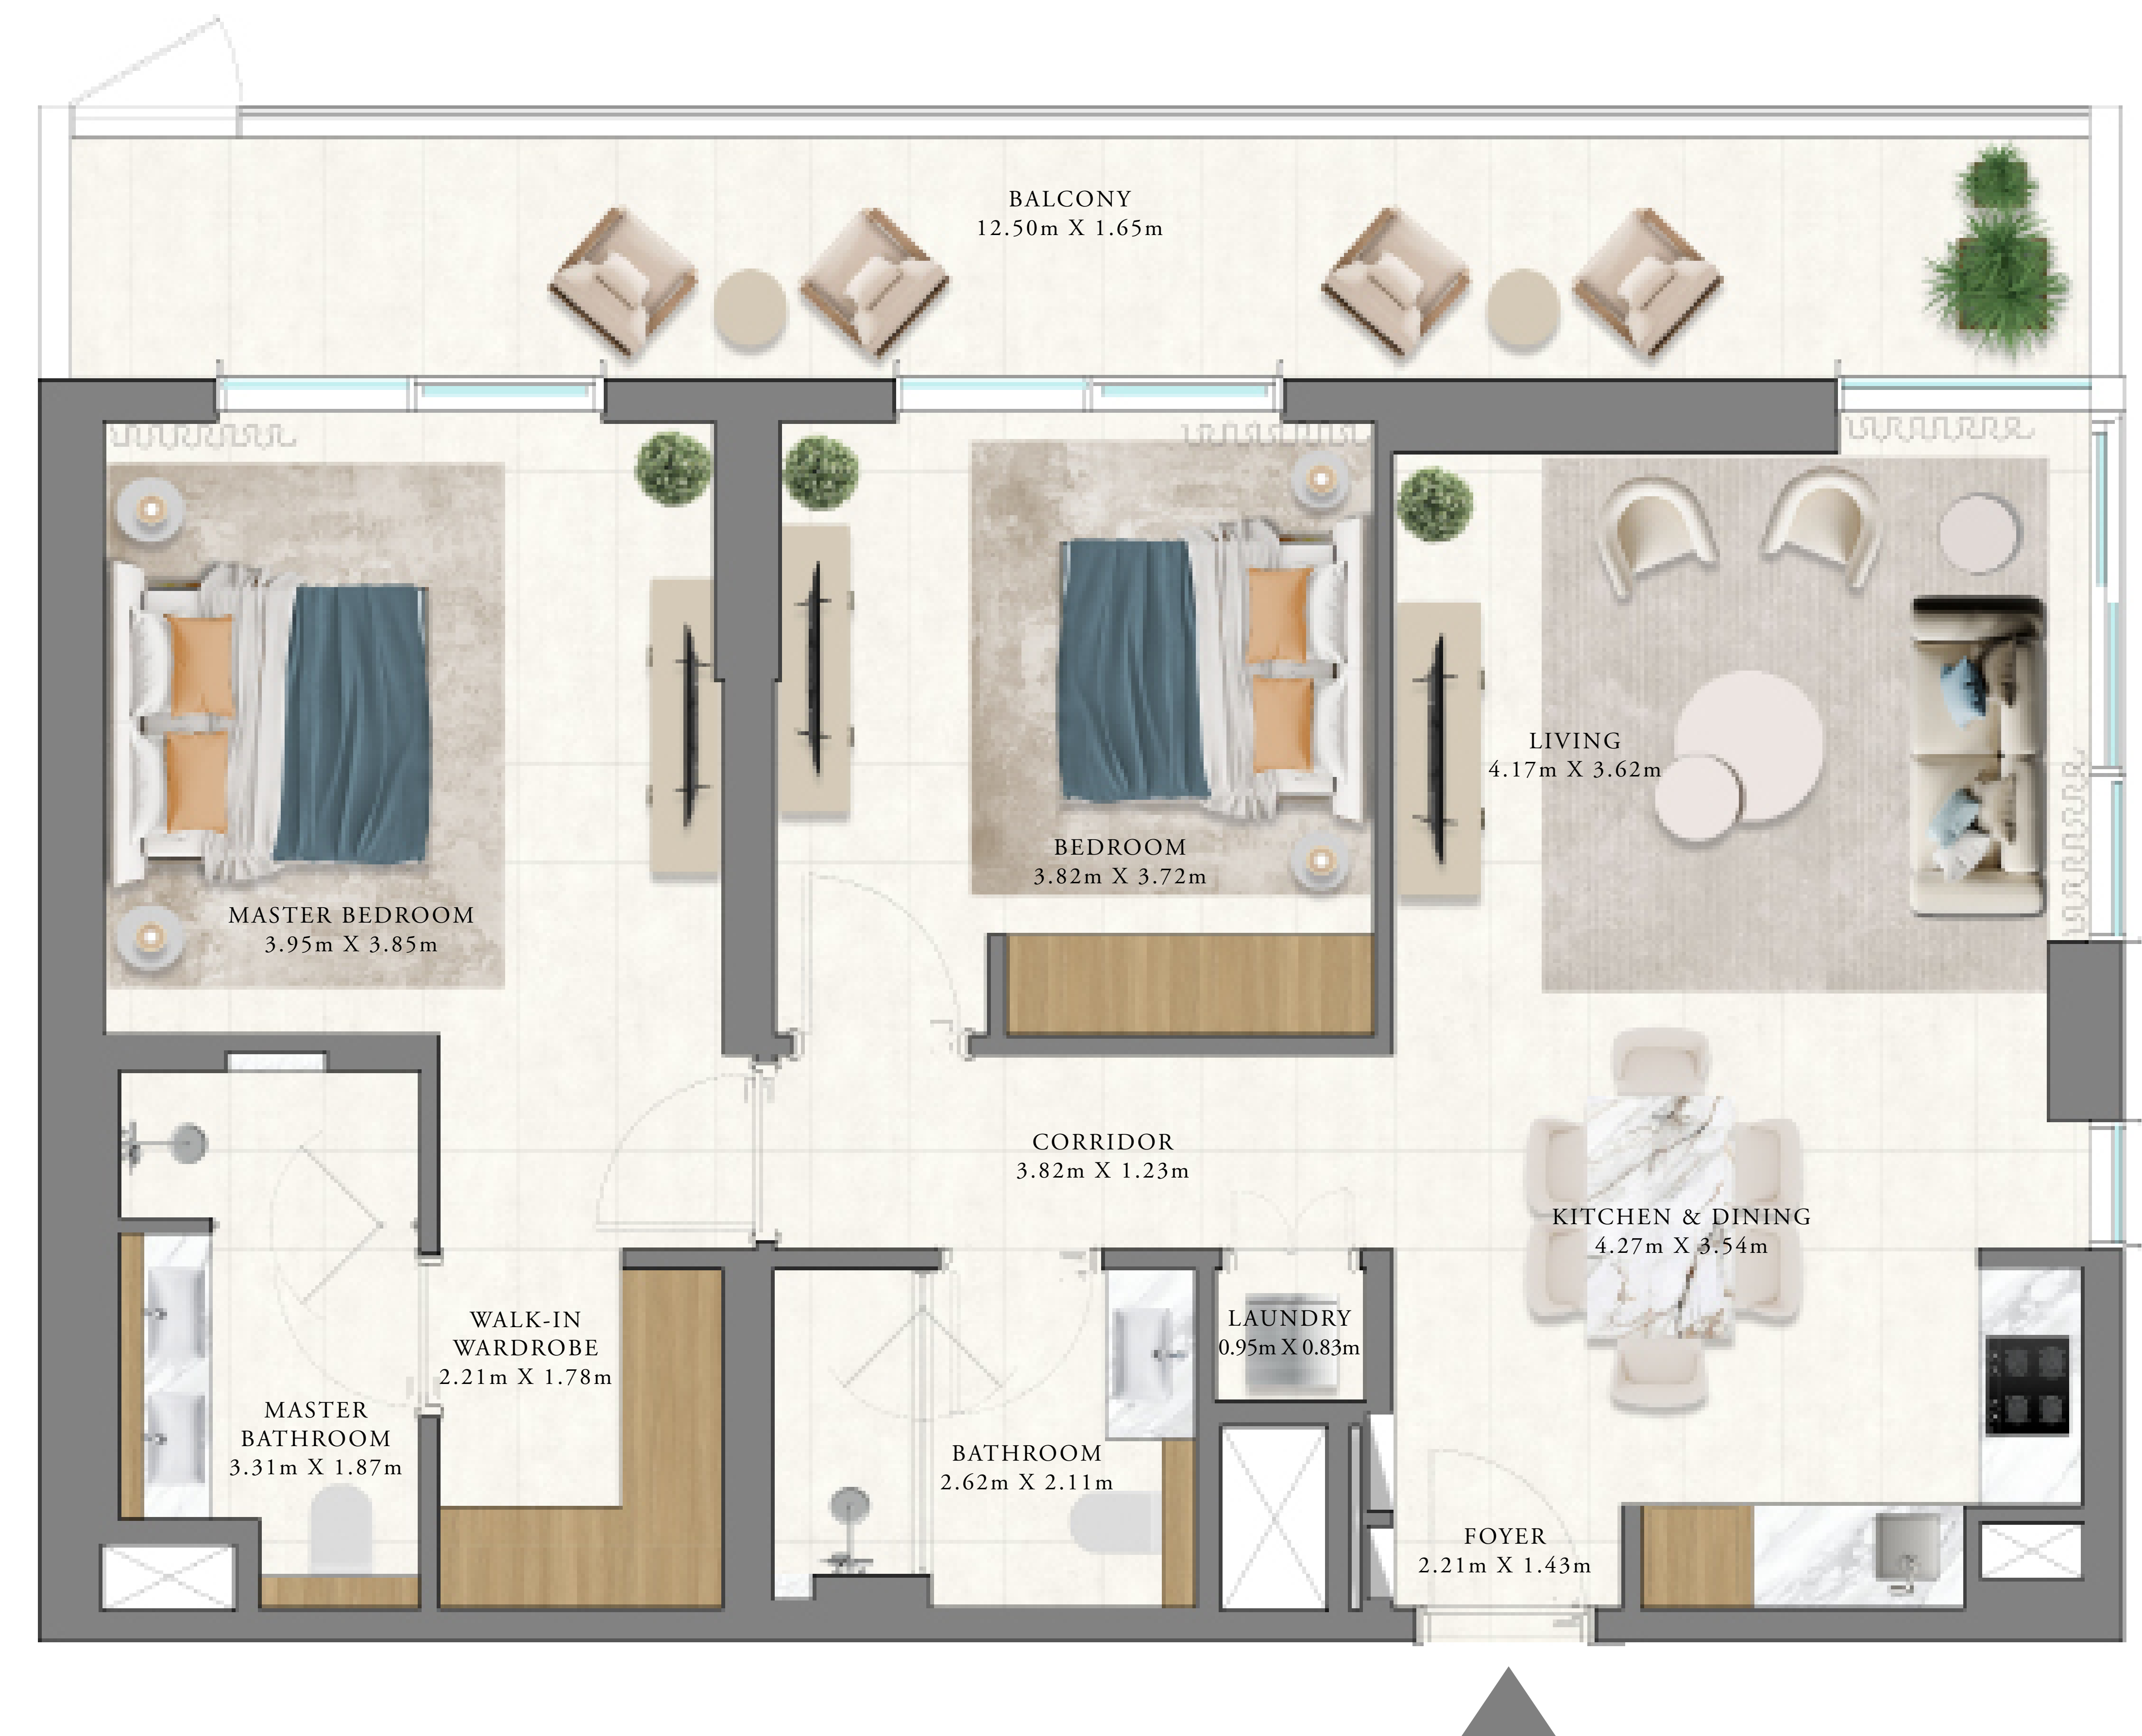 BALCONY
12.50m X 1.65m
LIVING
4.17m X 3.62m
BEDROOM
3.82m X 3.72m
MASTER BEDROOM
3.95m X 3.85m
CORRIDOR
3.82m X 1.23m
KITCHEN & DINING
4.27m X 3.54m
WALK-IN
WARDROBE
2.21m X 1.78m
LAUNDRY
0.95m X 0.83m
MASTER
BATHROOM
3.31m X 1.87m
BATHROOM
2.62m X 2.11m
FOYER
2.21m X 1.43m